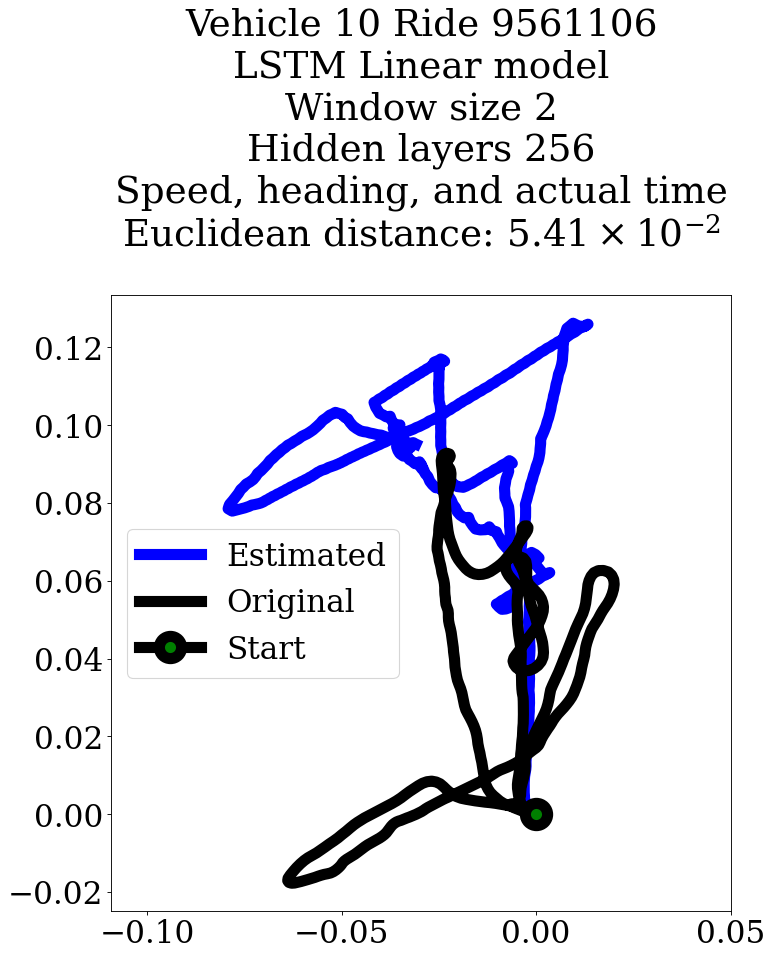 Vehicle 10 Ride 9561106
LSTM Linear model
Window size 2
Hidden layers 256
Speed, heading, and actual time
Euclidean distance: 5.41 × 10⁻²
0.12
0.10
0.08
0.06
0.04
0.02
0.00
−0.02
Estimated
Original
Start
−0.10
−0.05
0.00
0.05